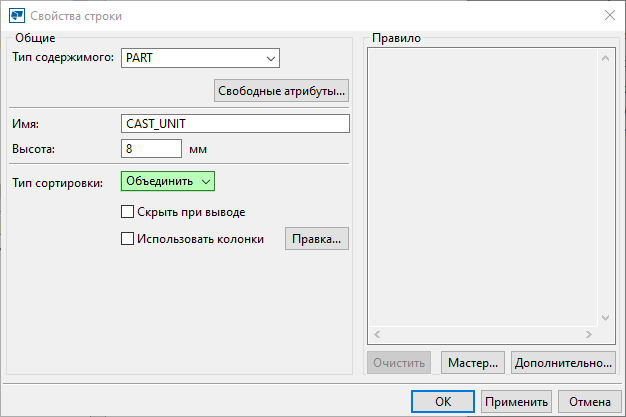 Свойства строки
Общие
Тип содержимого: PART
Свободные атрибуты...
Имя: CAST_UNIT
Высота: 8 мм
Тип сортировки: Объединить
Скрыть при выводе
Использовать колонки Правка...
Правило
Очистить Мастер... Дополнительно...
OK Применить Отмена